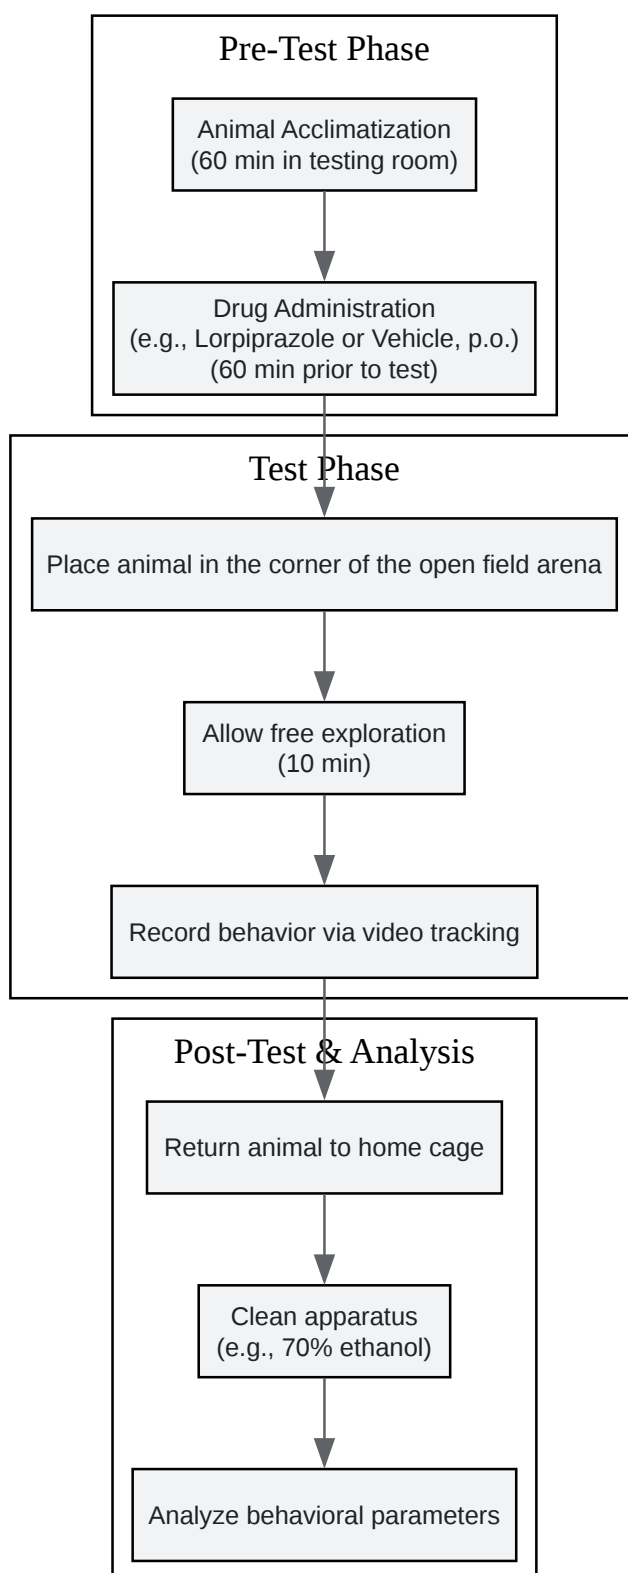 Pre-Test Phase
Animal Acclimatization
(60 min in testing room)
Drug Administration
(e.g., Lorpiprazole or Vehicle, p.o.)
(60 min prior to test)
Test Phase
Place animal in the corner of the open field arena
Allow free exploration
(10 min)
Record behavior via video tracking
Post-Test & Analysis
Return animal to home cage
Clean apparatus
(e.g., 70% ethanol)
Analyze behavioral parameters